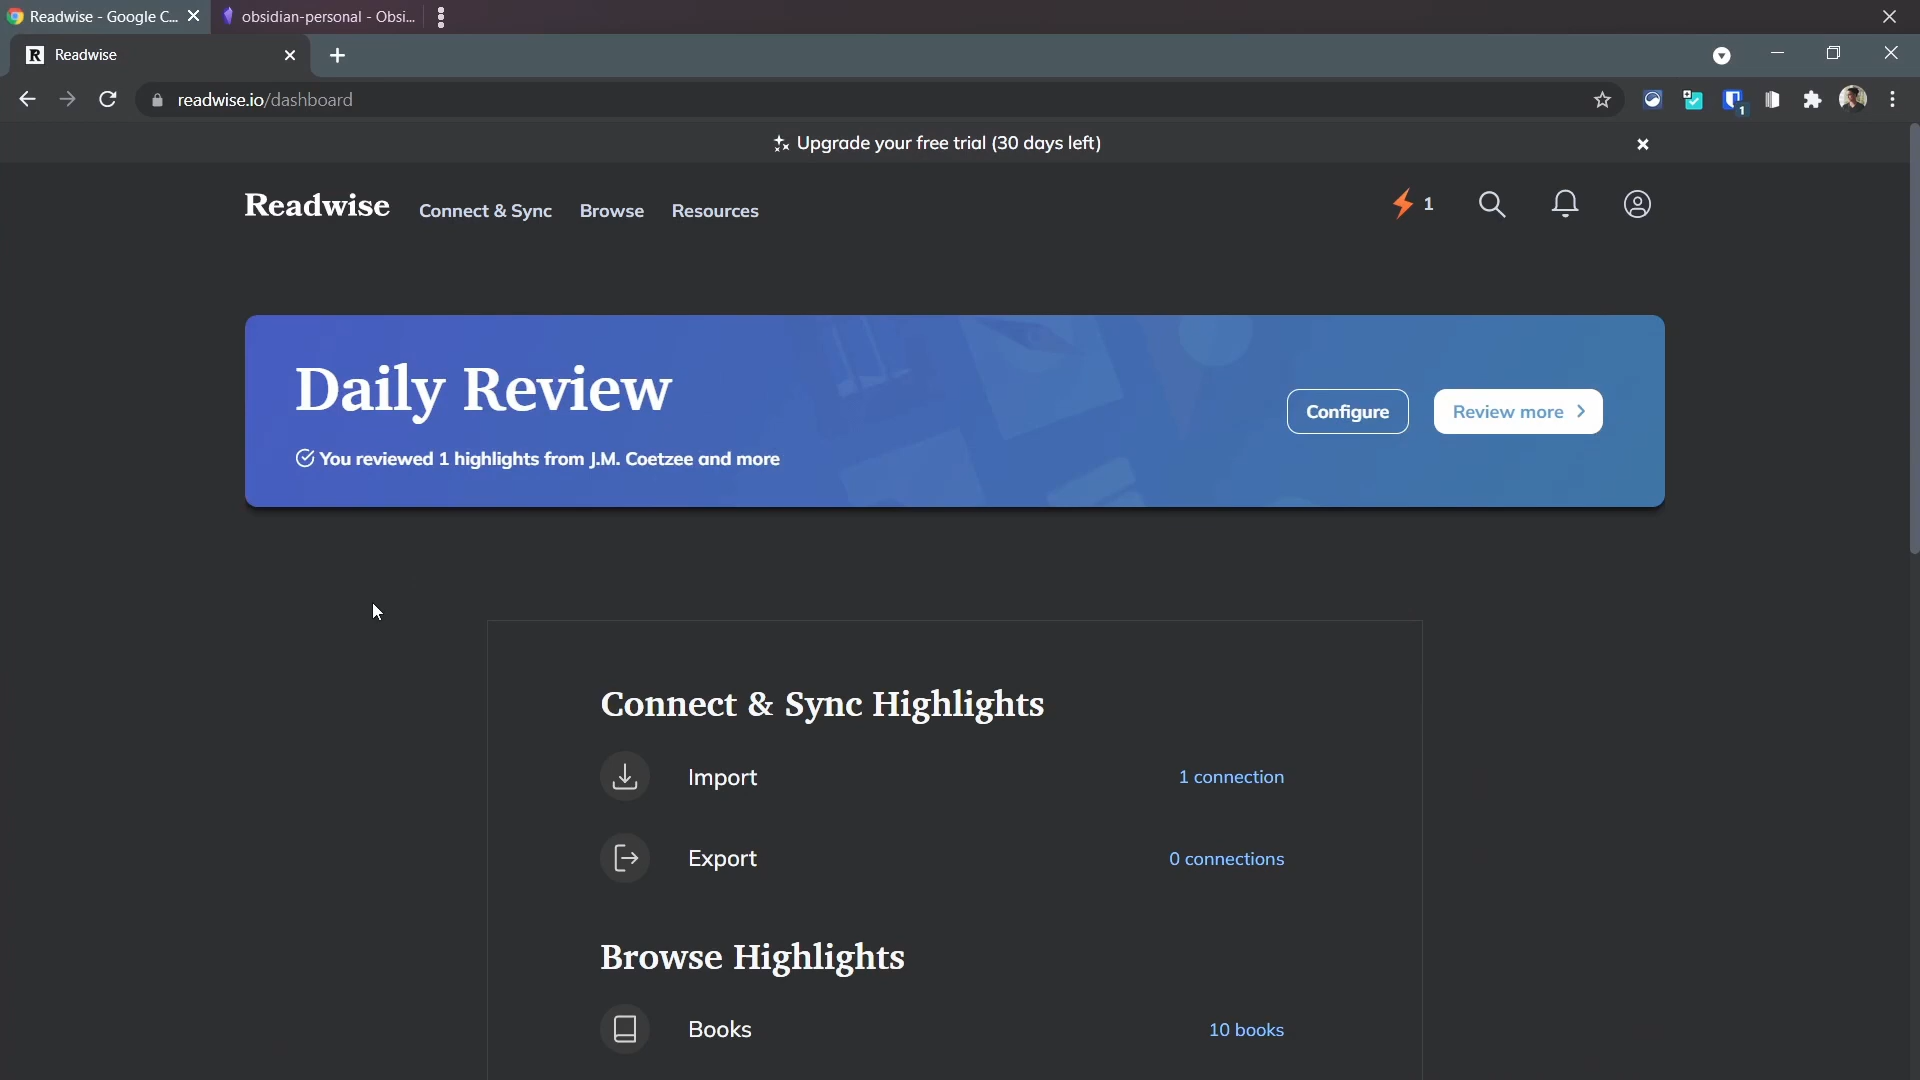 Readwise - Google C...
obsidian-personal - Obsi...
R Readwise
readwise.io/dashboard
1
Upgrade your free trial (30 days left)
Readwise Connect & Sync Browse Resources 1
Daily Review
You reviewed 1 highlights from J.M. Coetzee and more
Configure
Review more
Connect & Sync Highlights
Import 1 connection
Export 0 connections
Browse Highlights
Books 10 books